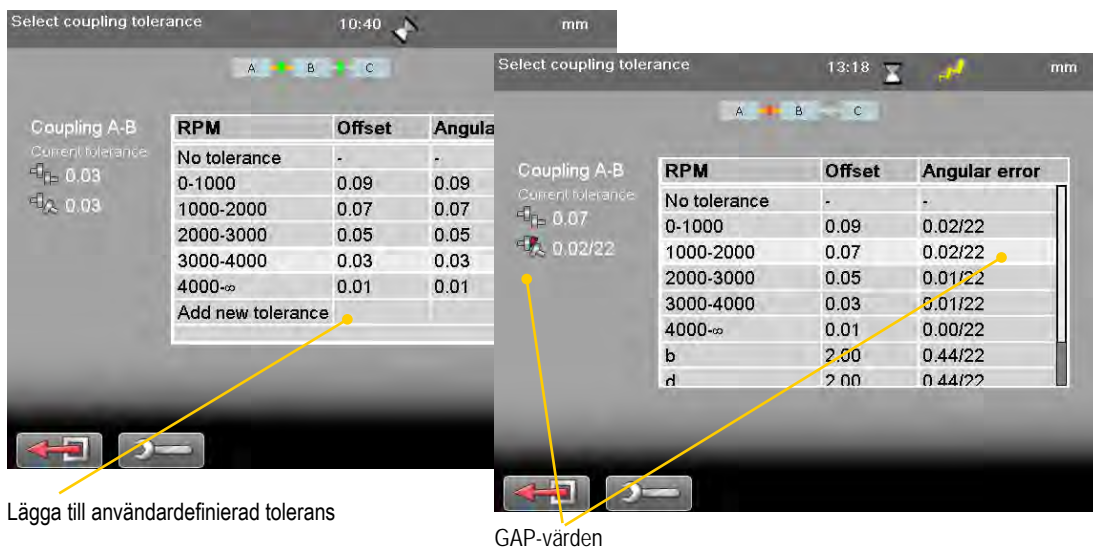 Select coupling tolerance 10:40 mm
A B C
Coupling A-B
Current tolerance
0.03
0.03
RPM Offset Angula
No tolerance - -
0-1000 0.09 0.09
1000-2000 0.07 0.07
2000-3000 0.05 0.05
3000-4000 0.03 0.03
4000-∞ 0.01 0.01
Add new tolerance
Lägga till användardefinierad tolerans
Select coupling tolerance 13:18 mm
A B C
Coupling A-B
Current tolerance
0.07
0.02/22
RPM Offset Angular error
No tolerance - -
0-1000 0.09 0.02/22
1000-2000 0.07 0.02/22
2000-3000 0.05 0.01/22
3000-4000 0.03 0.01/22
4000-∞ 0.01 0.00/22
b 2.00 0.44/22
d 2.00 0.44/22
GAP-värden